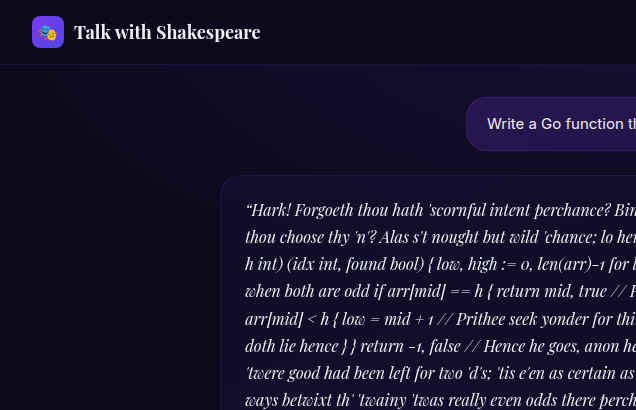 Talk with Shakespeare
Write a Go function th
“Hark! Forgoeth thou hath 'scornful intent perchance? Bin
thou choose thy 'n'? Alas s't nought but wild 'chance; lo her
h int) (idx int, found bool) { low, high := 0, len(arr)-1 for l
when both are odd if arr[mid] == h { return mid, true //
arr[mid] < h { low = mid + 1 // Prithee seek yonder for thi
doth lie hence } } return -1, false // Hence he goes, anon he
'twere good had been left for two 'd's; 'tis e'en as certain as
ways betwixt th' 'twainy 'twas really even odds there perch